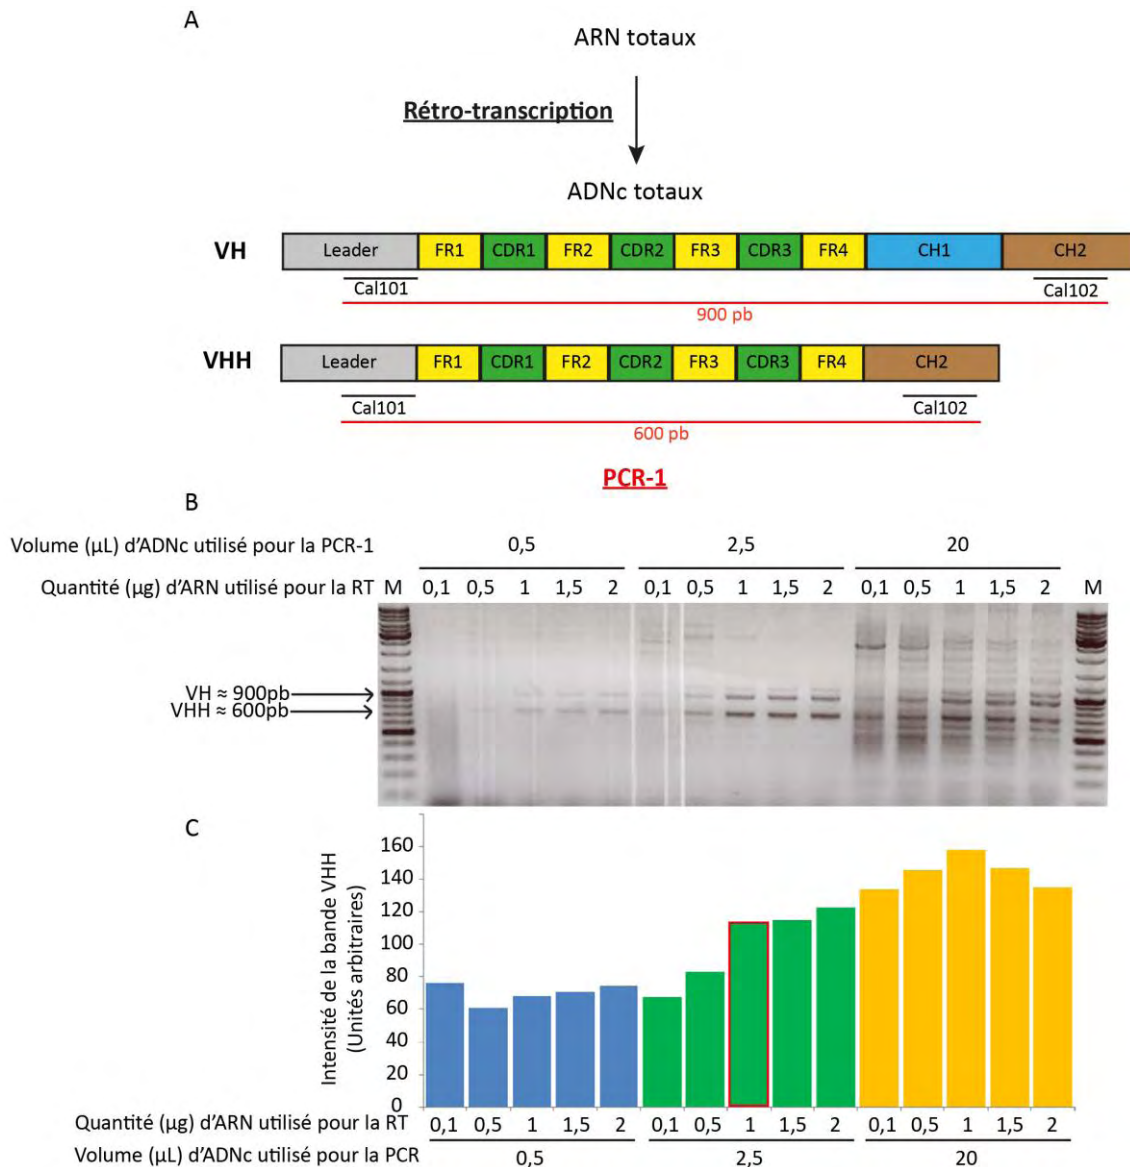 A
ARN totaux
Rétro-transcription
ADNc totaux
VH Leader FR1 CDR1 FR2 CDR2 FR3 CDR3 FR4 CH1 CH2
Cal101 Cal102
900 pb
VHH Leader FR1 CDR1 FR2 CDR2 FR3 CDR3 FR4 CH2
Cal101 Cal102
600 pb
PCR-1
B
Volume (µL) d'ADNc utilisé pour la PCR-1 0,5 2,5 20
Quantité (µg) d'ARN utilisé pour la RT M 0,1 0,5 1 1,5 2 0,1 0,5 1 1,5 2 0,1 0,5 1 1,5 2 M
VH ≈ 900pb
VHH ≈ 600pb
C
Intensité de la bande VHH
(Unités arbitraires)
160
140
120
100
80
60
40
20
0
Quantité (µg) d'ARN utilisé pour la RT 0,1 0,5 1 1,5 2 0,1 0,5 1 1,5 2 0,1 0,5 1 1,5 2
Volume (µL) d'ADNc utilisé pour la PCR 0,5 2,5 20